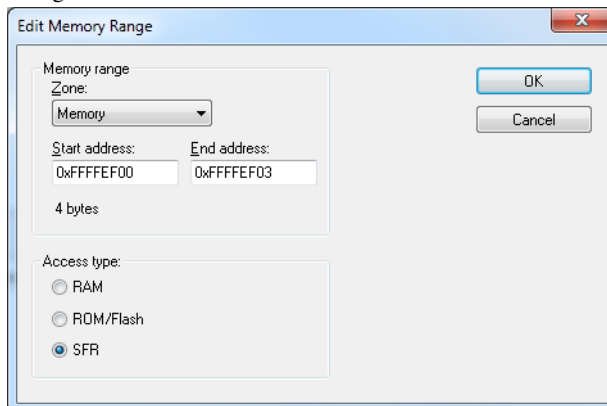 Edit Memory Range
Memory range
Zone:
Memory
Start address: End address:
0xFFFFEF00 0xFFFFEF03
4 bytes
Access type:
RAM
ROM/Flash
SFR
OK
Cancel